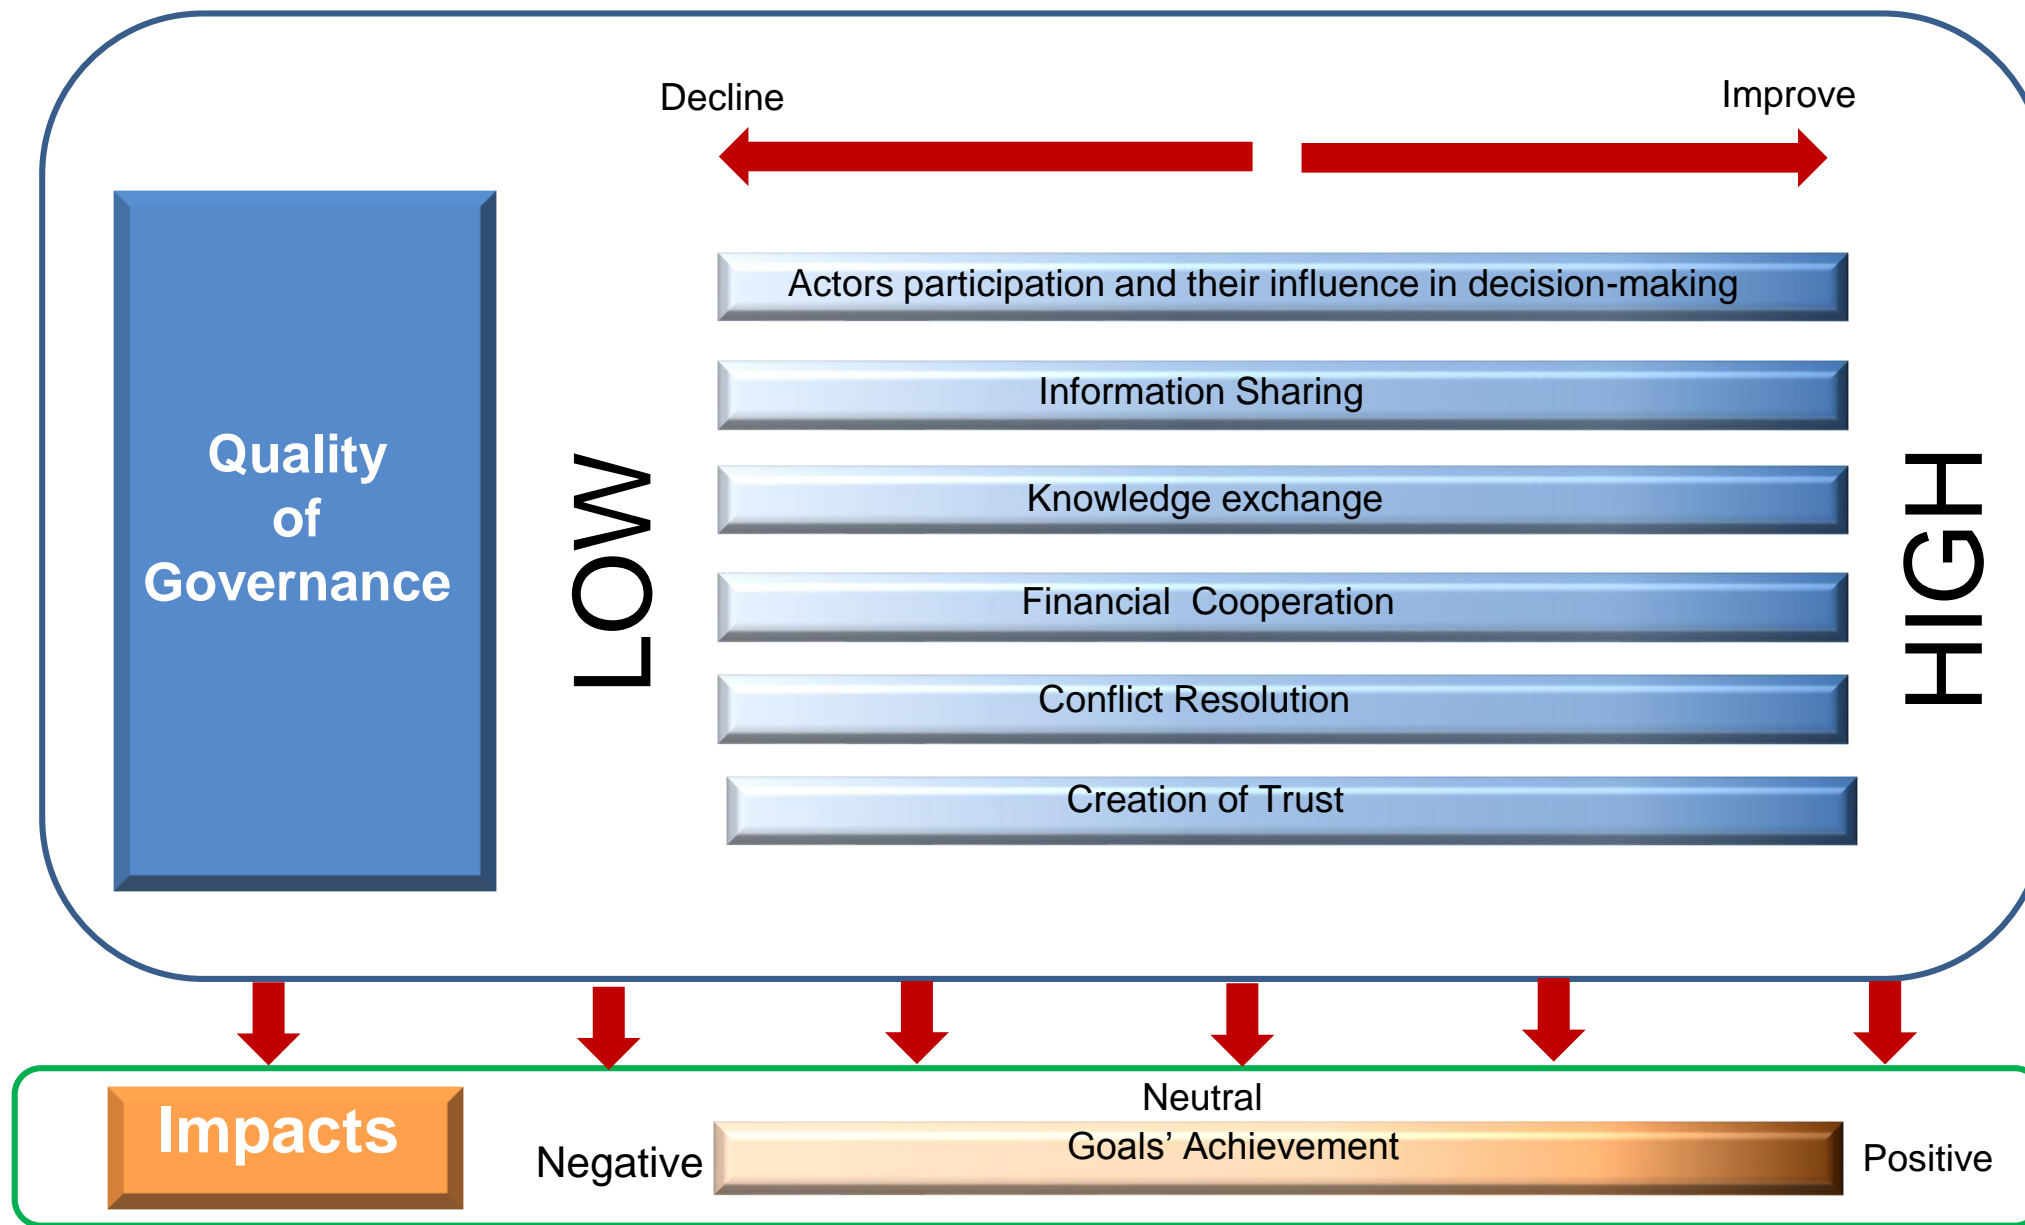 Decline
Improve
Quality
of
Governance
LOW
Actors participation and their influence in decision-making
Information Sharing
Knowledge exchange
Financial  Cooperation
Conflict Resolution
Creation of Trust
HIGH
Impacts
Negative
Neutral
Goals’ Achievement
Positive